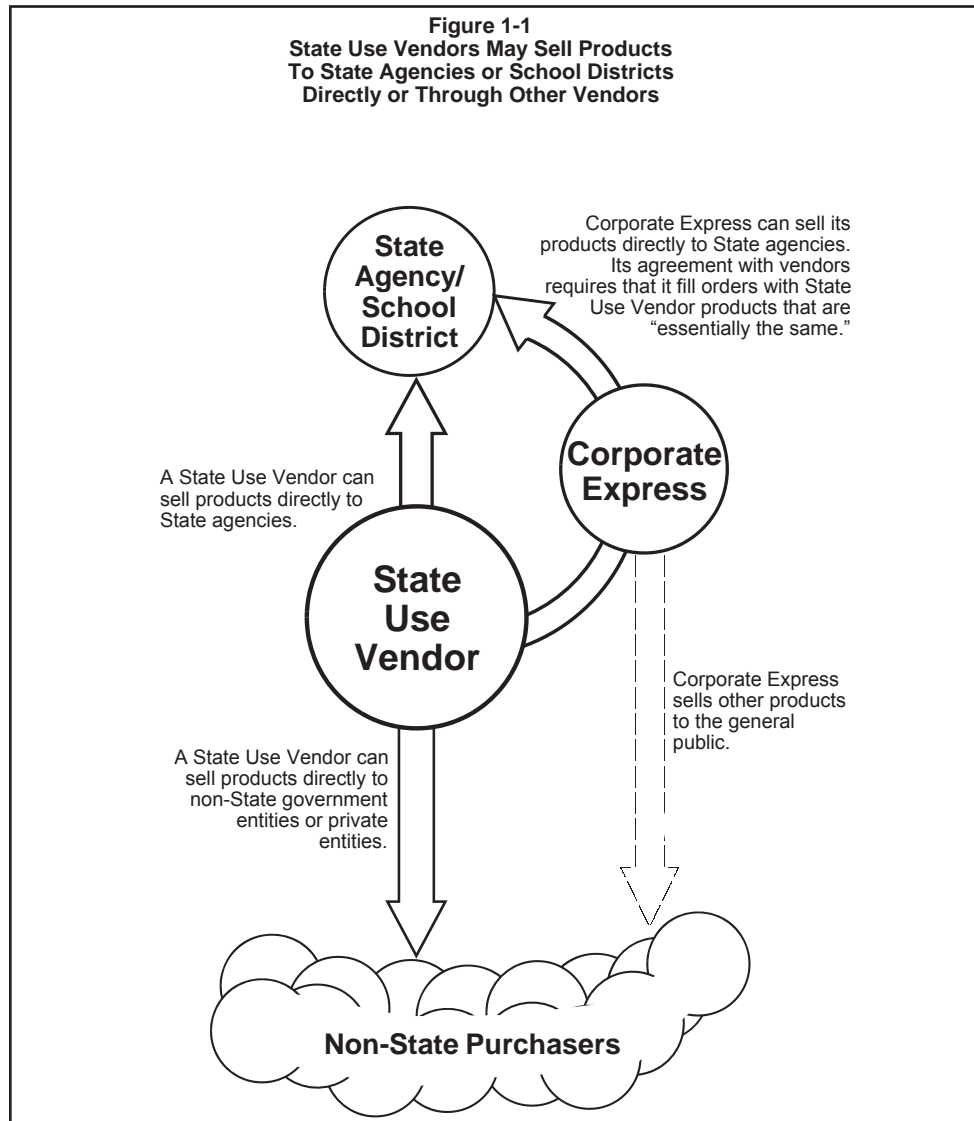 Figure 1-1
State Use Vendors May Sell Products
To State Agencies or School Districts
Directly or Through Other Vendors
Corporate Express can sell its
products directly to State agencies.
Its agreement with vendors
requires that it fill orders with State
Use Vendor products that are
“essentially the same.”
State
Agency/
School
District
Corporate
Express
A State Use Vendor can
sell products directly to
State agencies.
State
Use
Vendor
Corporate Express
sells other products
to the general
public.
A State Use Vendor can
sell products directly to
non-State government
entities or private
entities.
Non-State Purchasers